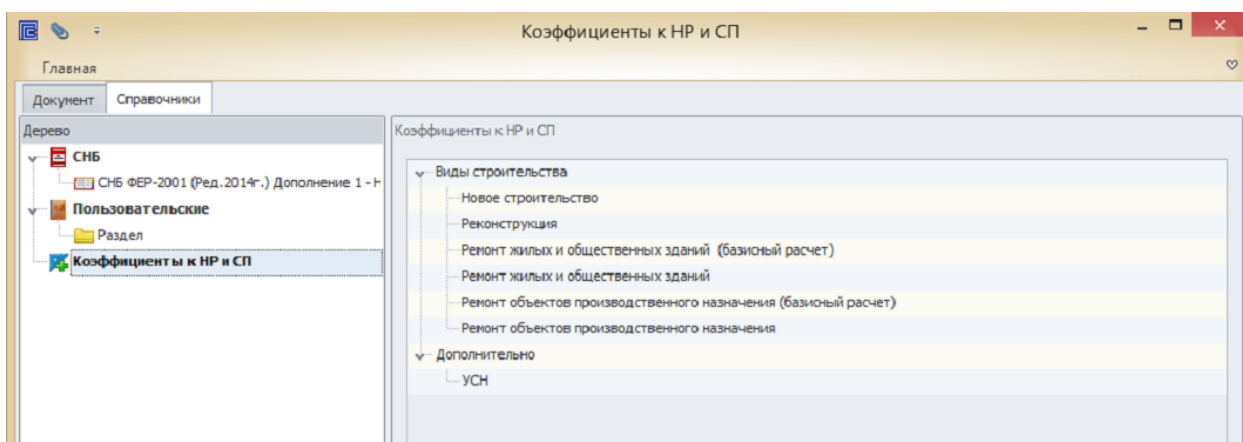 Коэффициенты к НР и СП
Главная
Документ Справочники
Дерево
СНБ
СНБ ФЕР-2001 (Ред.2014г.) Дополнение 1 - Н
Пользовательские
Раздел
Коэффициенты к НР и СП
Коэффициенты к НР и СП
Виды строительства
Новое строительство
Реконструкция
Ремонт жилых и общественных зданий (базисный расчет)
Ремонт жилых и общественных зданий
Ремонт объектов производственного назначения (базисный расчет)
Ремонт объектов производственного назначения
Дополнительно
УСН